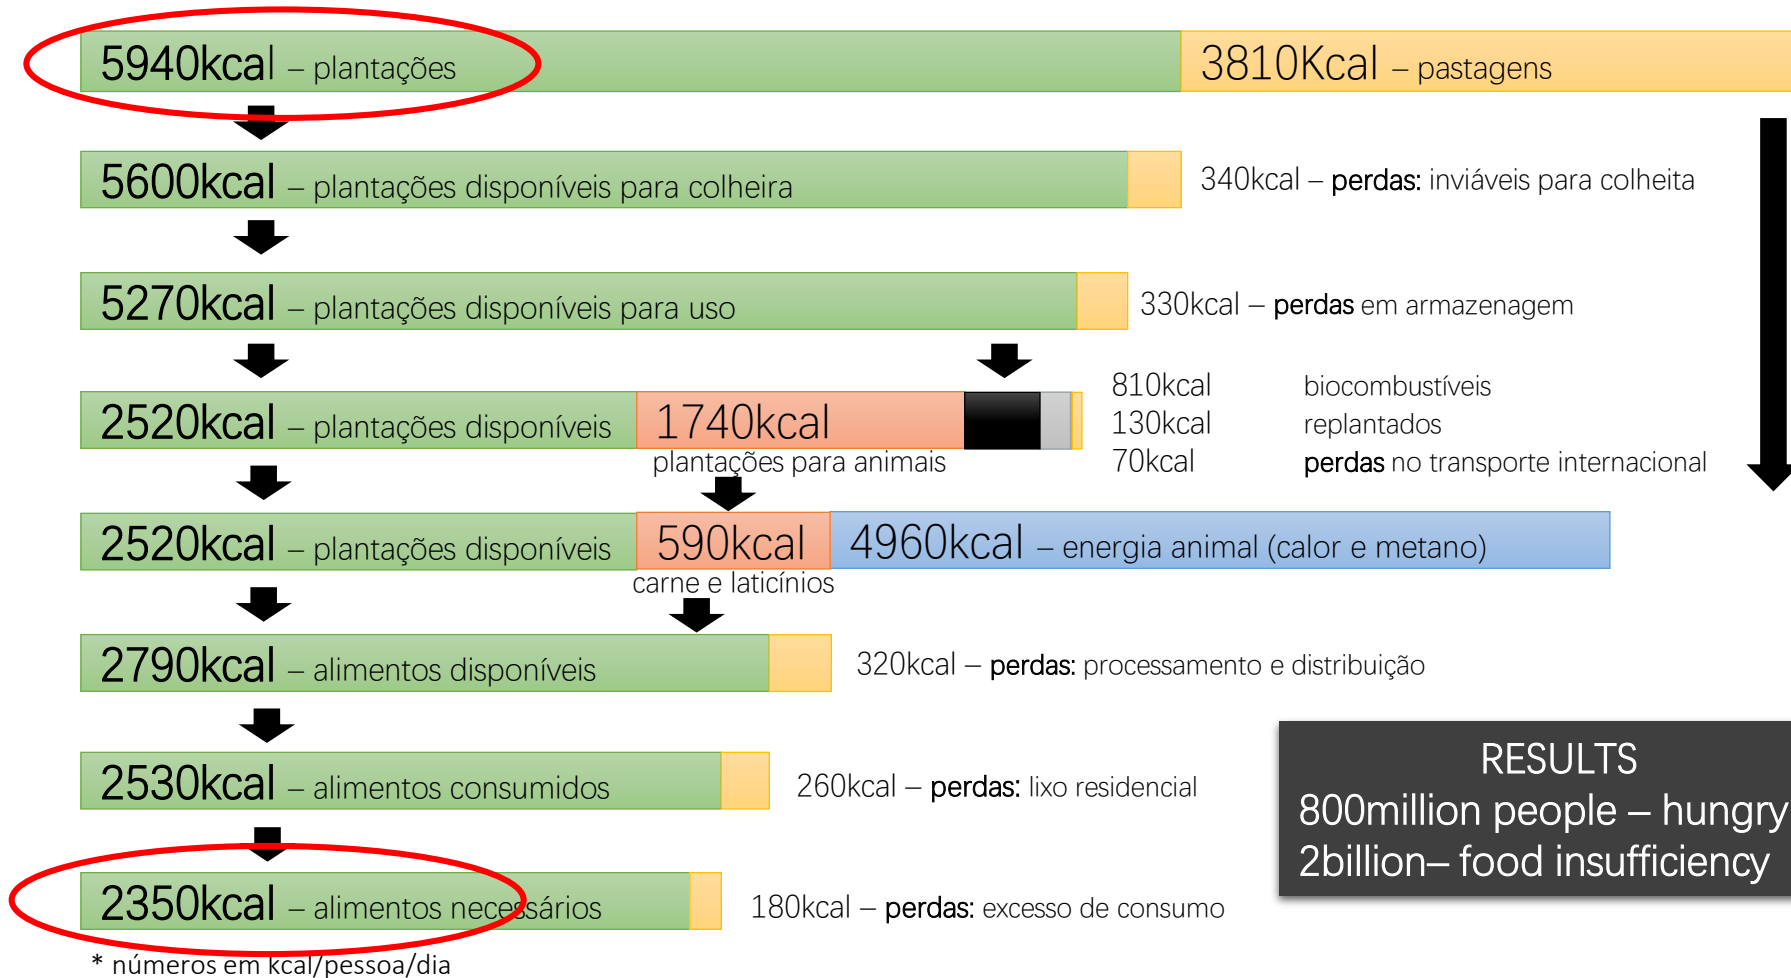 5940kcal – plantações
3810Kcal – pastagens
5600kcal – plantações disponíveis para colheira
340kcal – perdas: inviáveis para colheita
5270kcal – plantações disponíveis para uso
330kcal – perdas em armazenagem
2520kcal – plantações disponíveis
1740kcal
plantações para animais
810kcal biocombustíveis
130kcal replantados
70kcal perdas no transporte internacional
2520kcal – plantações disponíveis
590kcal
carne e laticínios
4960kcal – energia animal (calor e metano)
2790kcal – alimentos disponíveis
320kcal – perdas: processamento e distribuição
2530kcal – alimentos consumidos
260kcal – perdas: lixo residencial
RESULTS
800million people – hungry
2billion– food insufficiency
2350kcal – alimentos necessários
180kcal – perdas: excesso de consumo
* números em kcal/pessoa/dia